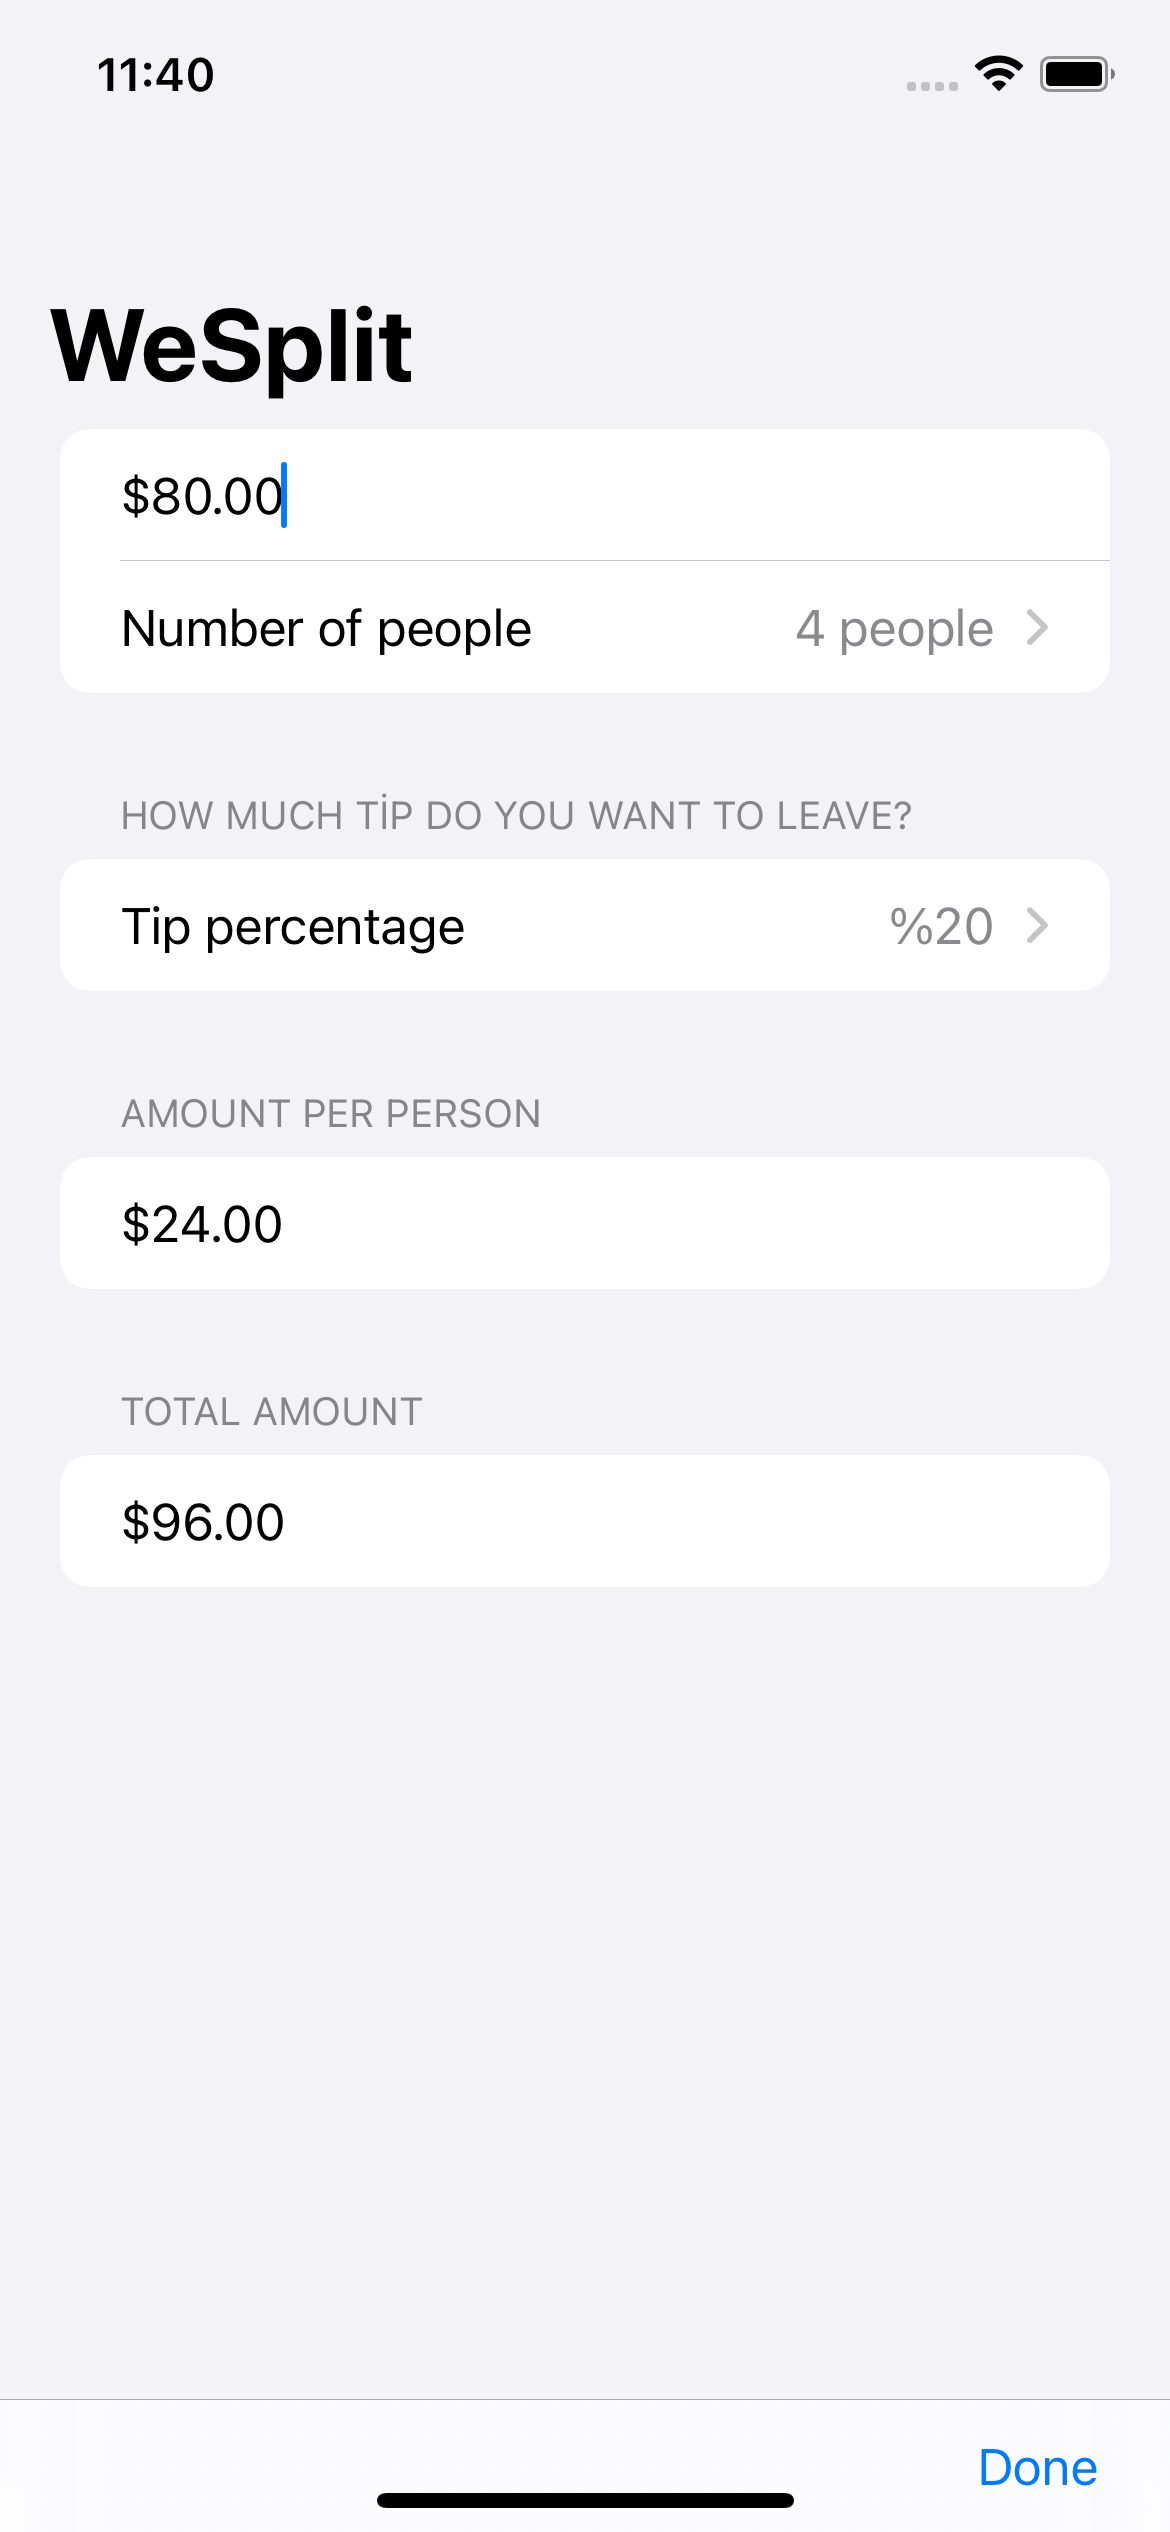 11:40
WeSplit
$80.00
Number of people 4 people
HOW MUCH TİP DO YOU WANT TO LEAVE?
Tip percentage %20
AMOUNT PER PERSON
$24.00
TOTAL AMOUNT
$96.00
Done